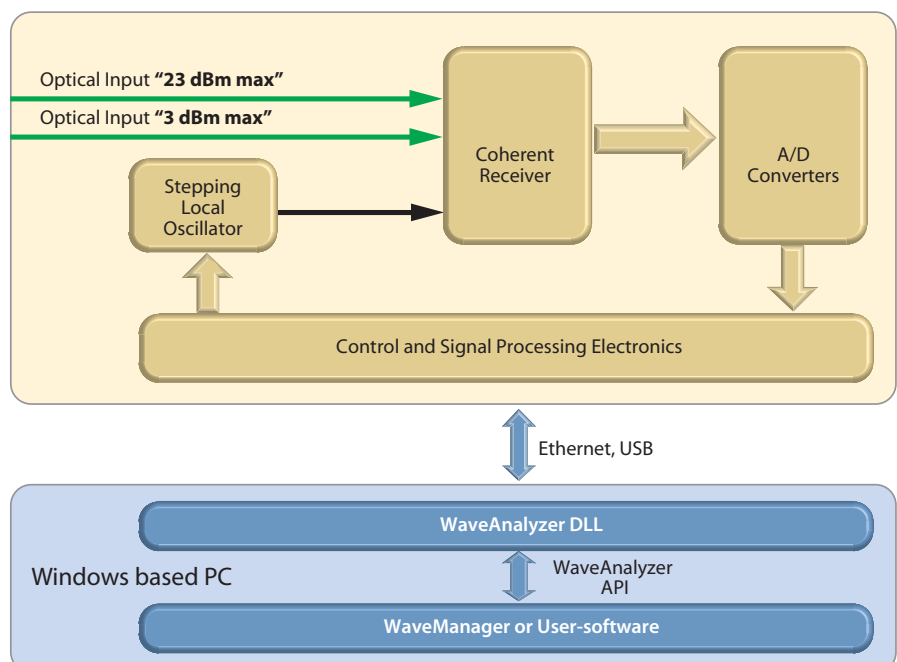 Optical Input “23 dBm max”
Optical Input “3 dBm max”
Coherent
Receiver
A/D
Converters
Stepping
Local
Oscillator
Control and Signal Processing Electronics
Ethernet, USB
WaveAnalyzer DLL
Windows based PC
WaveAnalyzer
API
WaveManager or User-software